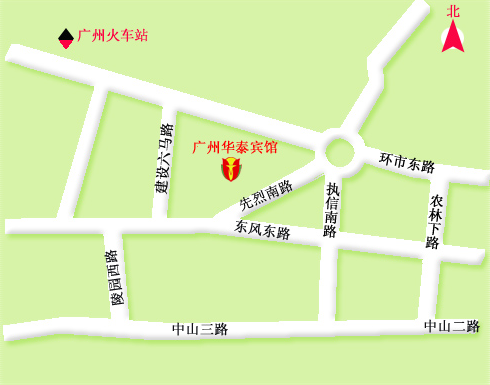 北
广州火车站
建设六马路
广州华泰宾馆
环市东路
先烈南路
执信南路
农林下路
东风东路
陵园西路
中山三路
中山二路